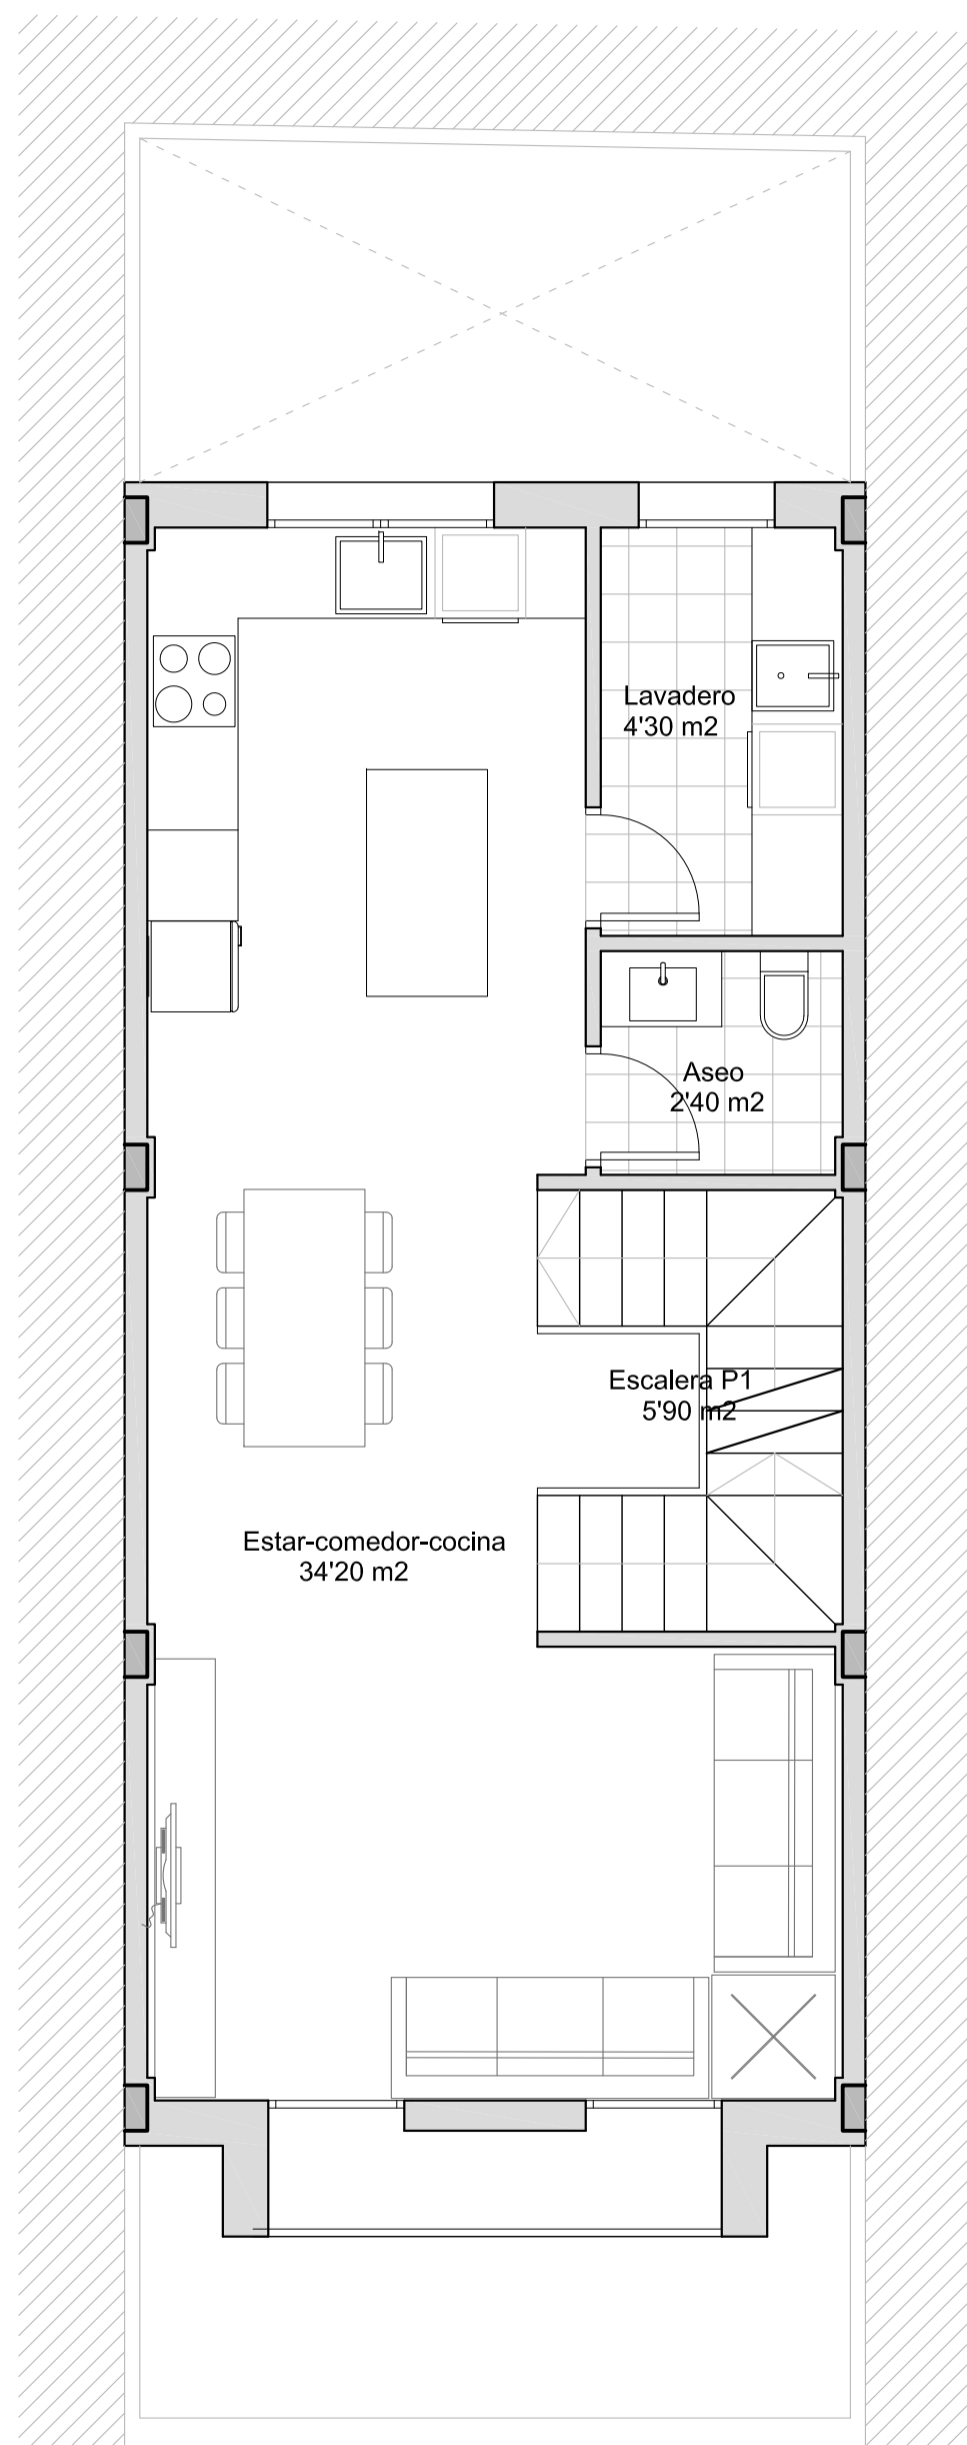 Lavadero
4'30 m2
Aseo
2'40 m2
Escalera P1
5'90 m2
Estar-comedor-cocina
34'20 m2